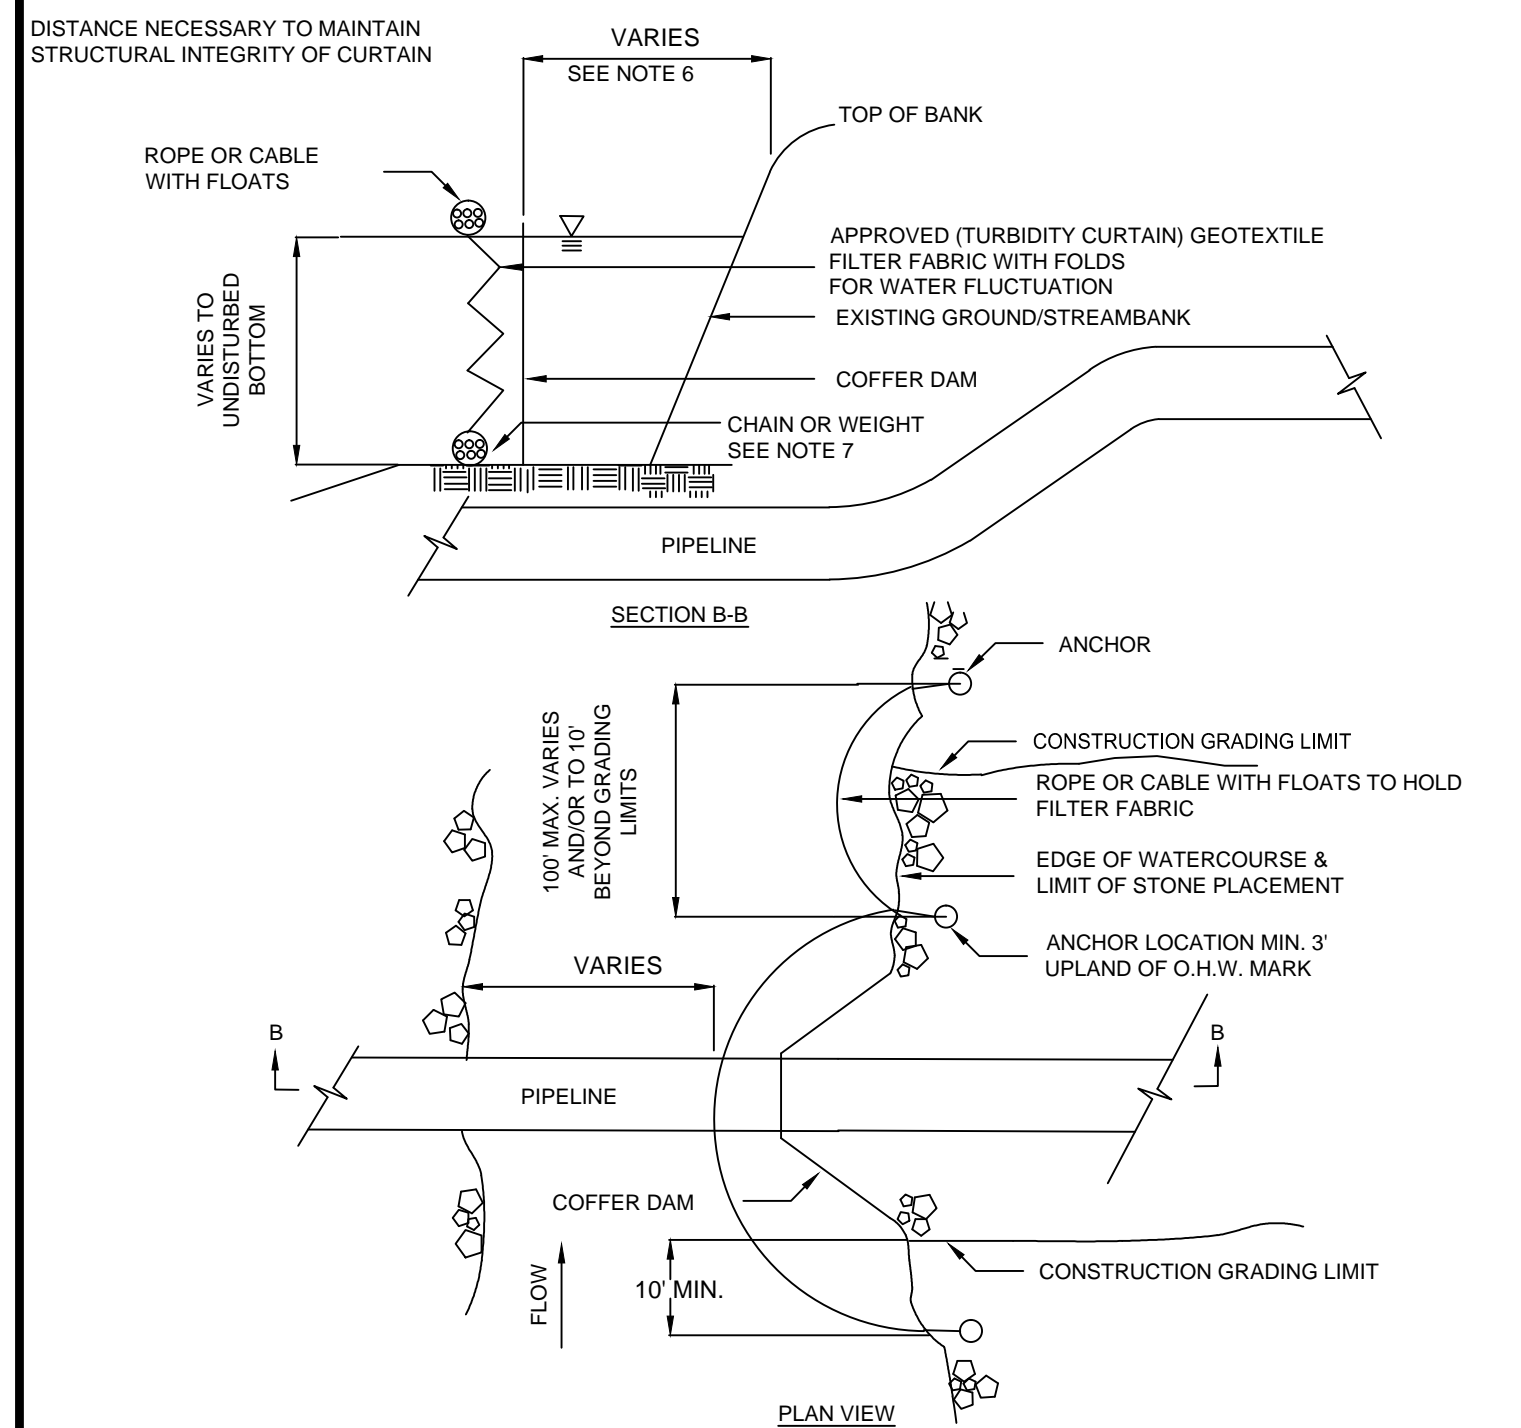 DISTANCE NECESSARY TO MAINTAIN
STRUCTURAL INTEGRITY OF CURTAIN
VARIES
SEE NOTE 6
TOP OF BANK
ROPE OR CABLE
WITH FLOATS
APPROVED (TURBIDITY CURTAIN) GEOTEXTILE
FILTER FABRIC WITH FOLDS
FOR WATER FLUCTUATION
EXISTING GROUND/STREAMBANK
VARIES TO
UNDISTURBED
BOTTOM
COFFER DAM
CHAIN OR WEIGHT
SEE NOTE 7
PIPELINE
SECTION B-B
ANCHOR
100' MAX. VARIES
AND/OR TO 10'
BEYOND GRADING
LIMITS
CONSTRUCTION GRADING LIMIT
ROPE OR CABLE WITH FLOATS TO HOLD
FILTER FABRIC
EDGE OF WATERCOURSE &
LIMIT OF STONE PLACEMENT
ANCHOR LOCATION MIN. 3'
UPLAND OF O.H.W. MARK
VARIES
B
B
PIPELINE
COFFER DAM
FLOW
10' MIN.
CONSTRUCTION GRADING LIMIT
PLAN VIEW